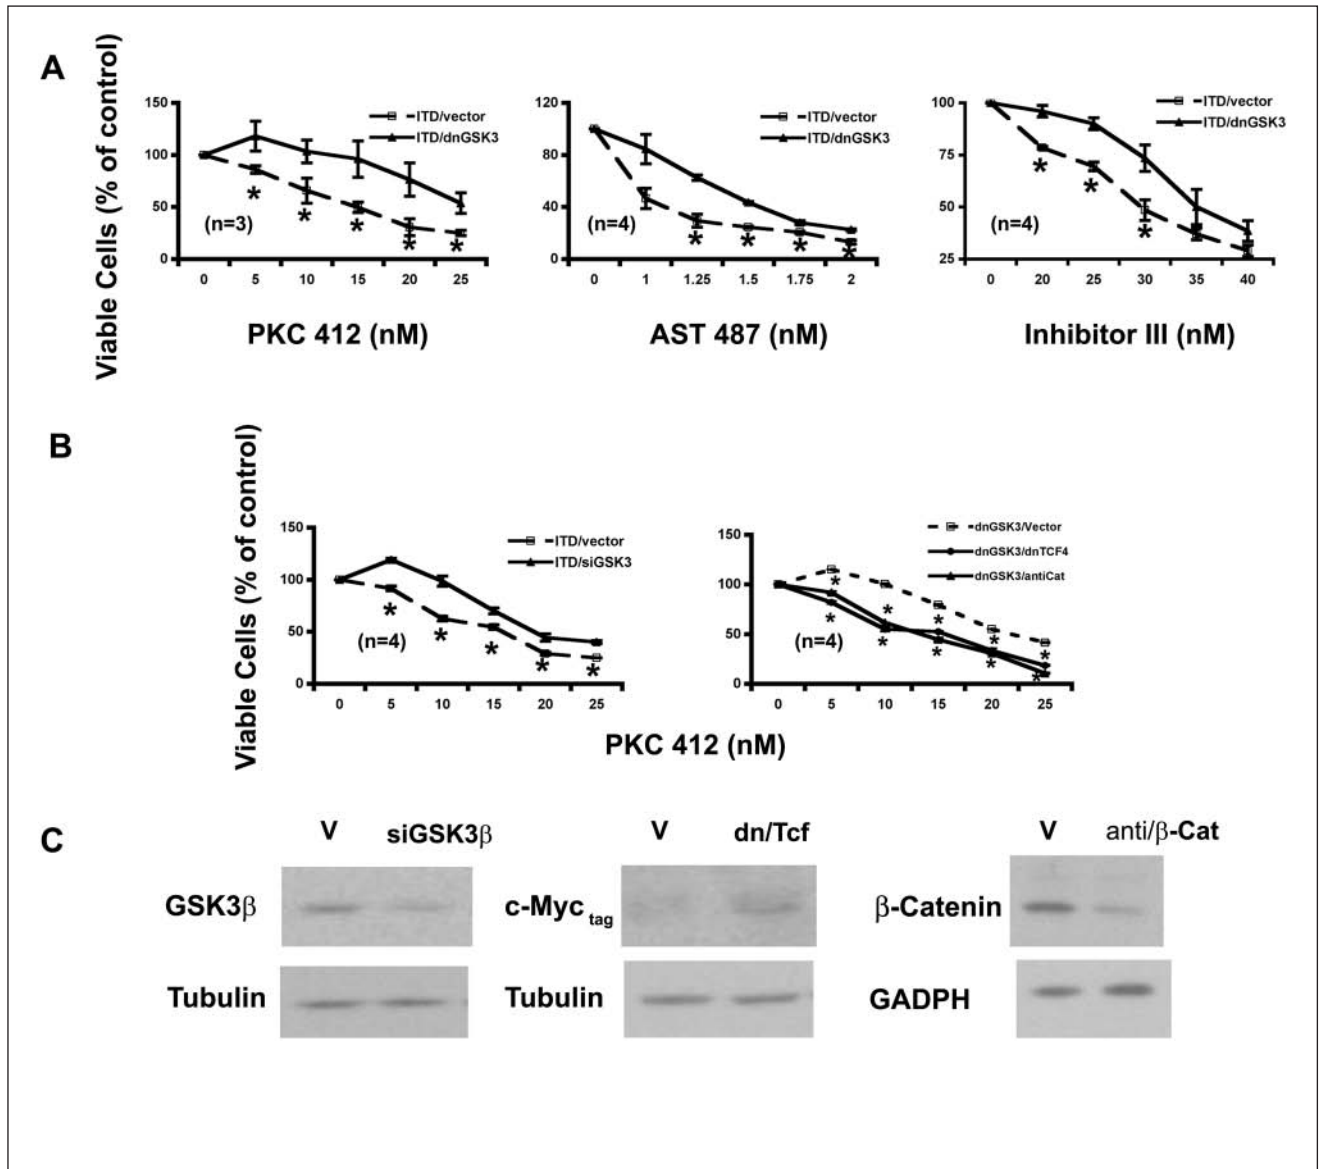 A
Viable Cells (% of control)
150
100
50
0
ITD/vector
ITD/dnGSK3
(n=3)
0 5 10 15 20 25
PKC 412 (nM)
120
80
40
0
ITD/vector
ITD/dnGSK3
(n=4)
0 1 1.25 1.5 1.75 2
AST 487 (nM)
100
75
50
25
ITD/vector
ITD/dnGSK3
(n=4)
0 20 25 30 35 40
Inhibitor III (nM)
B
Viable Cells (% of control)
150
100
50
0
ITD/vector
ITD/siGSK3
(n=4)
0 5 10 15 20 25
150
100
50
0
dnGSK3/Vector
dnGSK3/dnTCF4
dnGSK3/antiCat
(n=4)
0 5 10 15 20 25
PKC 412 (nM)
C
V siGSK3β
GSK3β
Tubulin
V dn/Tcf
c-Myc tag
Tubulin
V anti/β-Cat
β-Catenin
GADPH